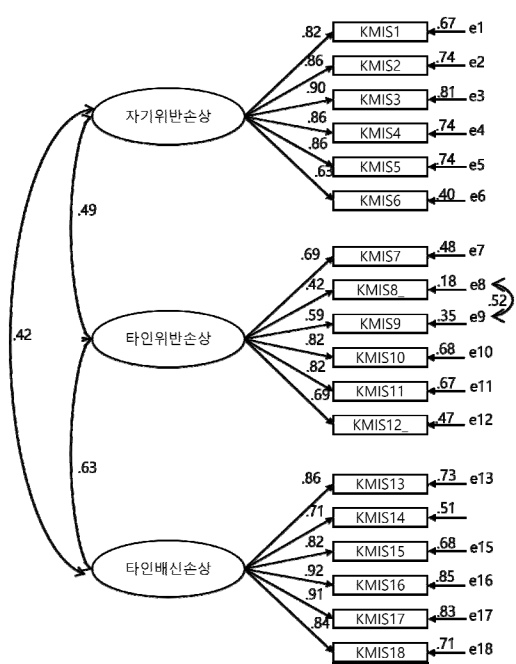 .82 KMIS1 .67 e1
.86 KMIS2 .74 e2
.90 KMIS3 .81 e3
자기위반손상
.86 KMIS4 .74 e4
.86 KMIS5 .74 e5
.63 KMIS6 .40 e6
.49
.69 KMIS7 .48 e7
.42 KMIS8_ .18 e8
.52
.59 KMIS9 .35 e9
.42
타인위반손상
.82 KMIS10 .68 e10
.82 KMIS11 .67 e11
.69 KMIS12_ .47 e12
.63
.86 KMIS13 .73 e13
.71 KMIS14 .51
.82 KMIS15 .68 e15
타인배신손상
.92 KMIS16 .85 e16
.91 KMIS17 .83 e17
.84 KMIS18 .71 e18